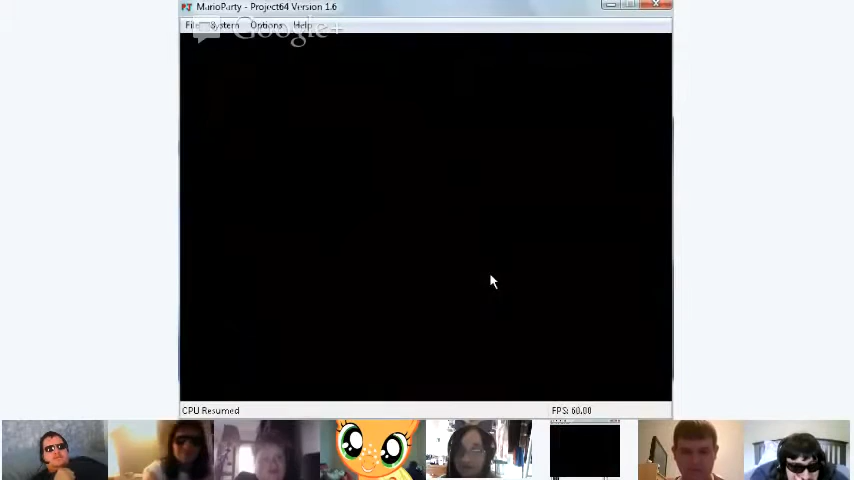 MarioParty - Project64 Version 1.6
File System Options Help
Google+
CPU Resumed FPS: 60.00